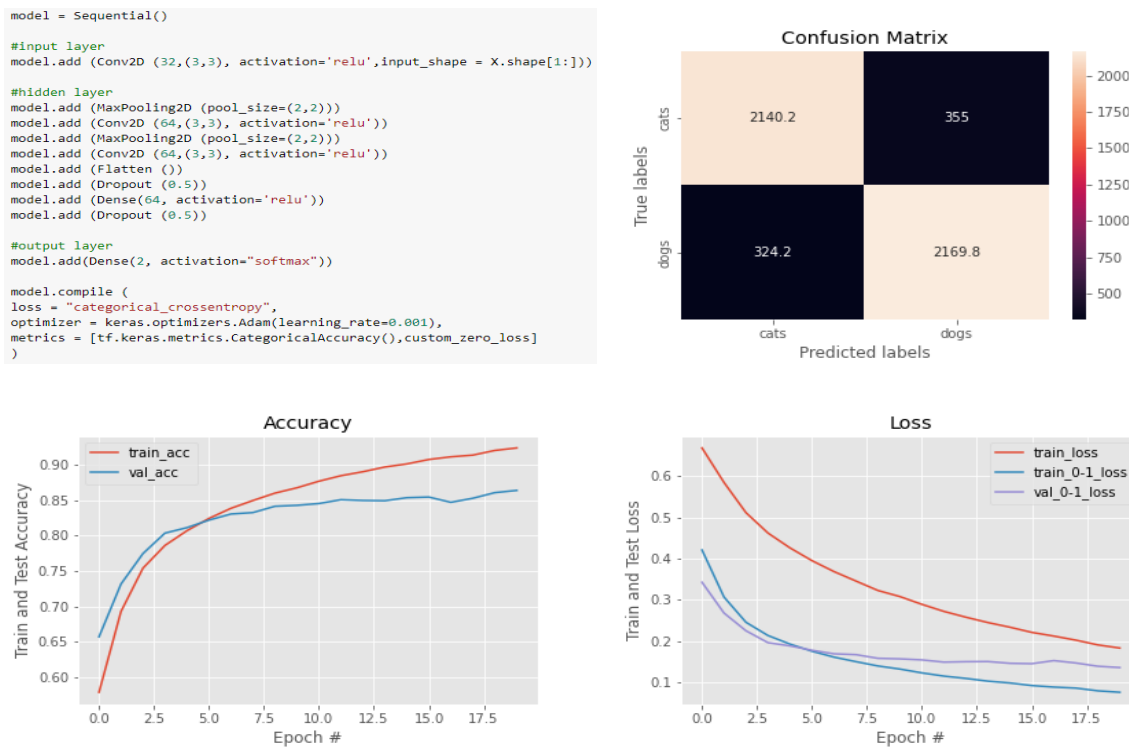 model = Sequential()
#input layer
model.add (Conv2D (32,(3,3), activation='relu',input_shape = X.shape[1:]))
#hidden layer
model.add (MaxPooling2D (pool_size=(2,2)))
model.add (Conv2D (64,(3,3), activation='relu'))
model.add (MaxPooling2D (pool_size=(2,2)))
model.add (Conv2D (64,(3,3), activation='relu'))
model.add (Flatten ())
model.add (Dropout (0.5))
model.add (Dense(64, activation='relu'))
model.add (Dropout (0.5))
#output layer
model.add(Dense(2, activation="softmax"))
model.compile (
loss = "categorical_crossentropy",
optimizer = keras.optimizers.Adam(learning_rate=0.001),
metrics = [tf.keras.metrics.CategoricalAccuracy(),custom_zero_loss]
)
Confusion Matrix
True labels
cats
dogs
2140.2 355
324.2 2169.8
cats dogs
Predicted labels
2000
1750
1500
1250
1000
750
500
Accuracy
train_acc
val_acc
Train and Test Accuracy
0.90
0.85
0.80
0.75
0.70
0.65
0.60
0.0 2.5 5.0 7.5 10.0 12.5 15.0 17.5
Epoch #
Loss
train_loss
train_0-1_loss
val_0-1_loss
Train and Test Loss
0.6
0.5
0.4
0.3
0.2
0.1
0.0 2.5 5.0 7.5 10.0 12.5 15.0 17.5
Epoch #